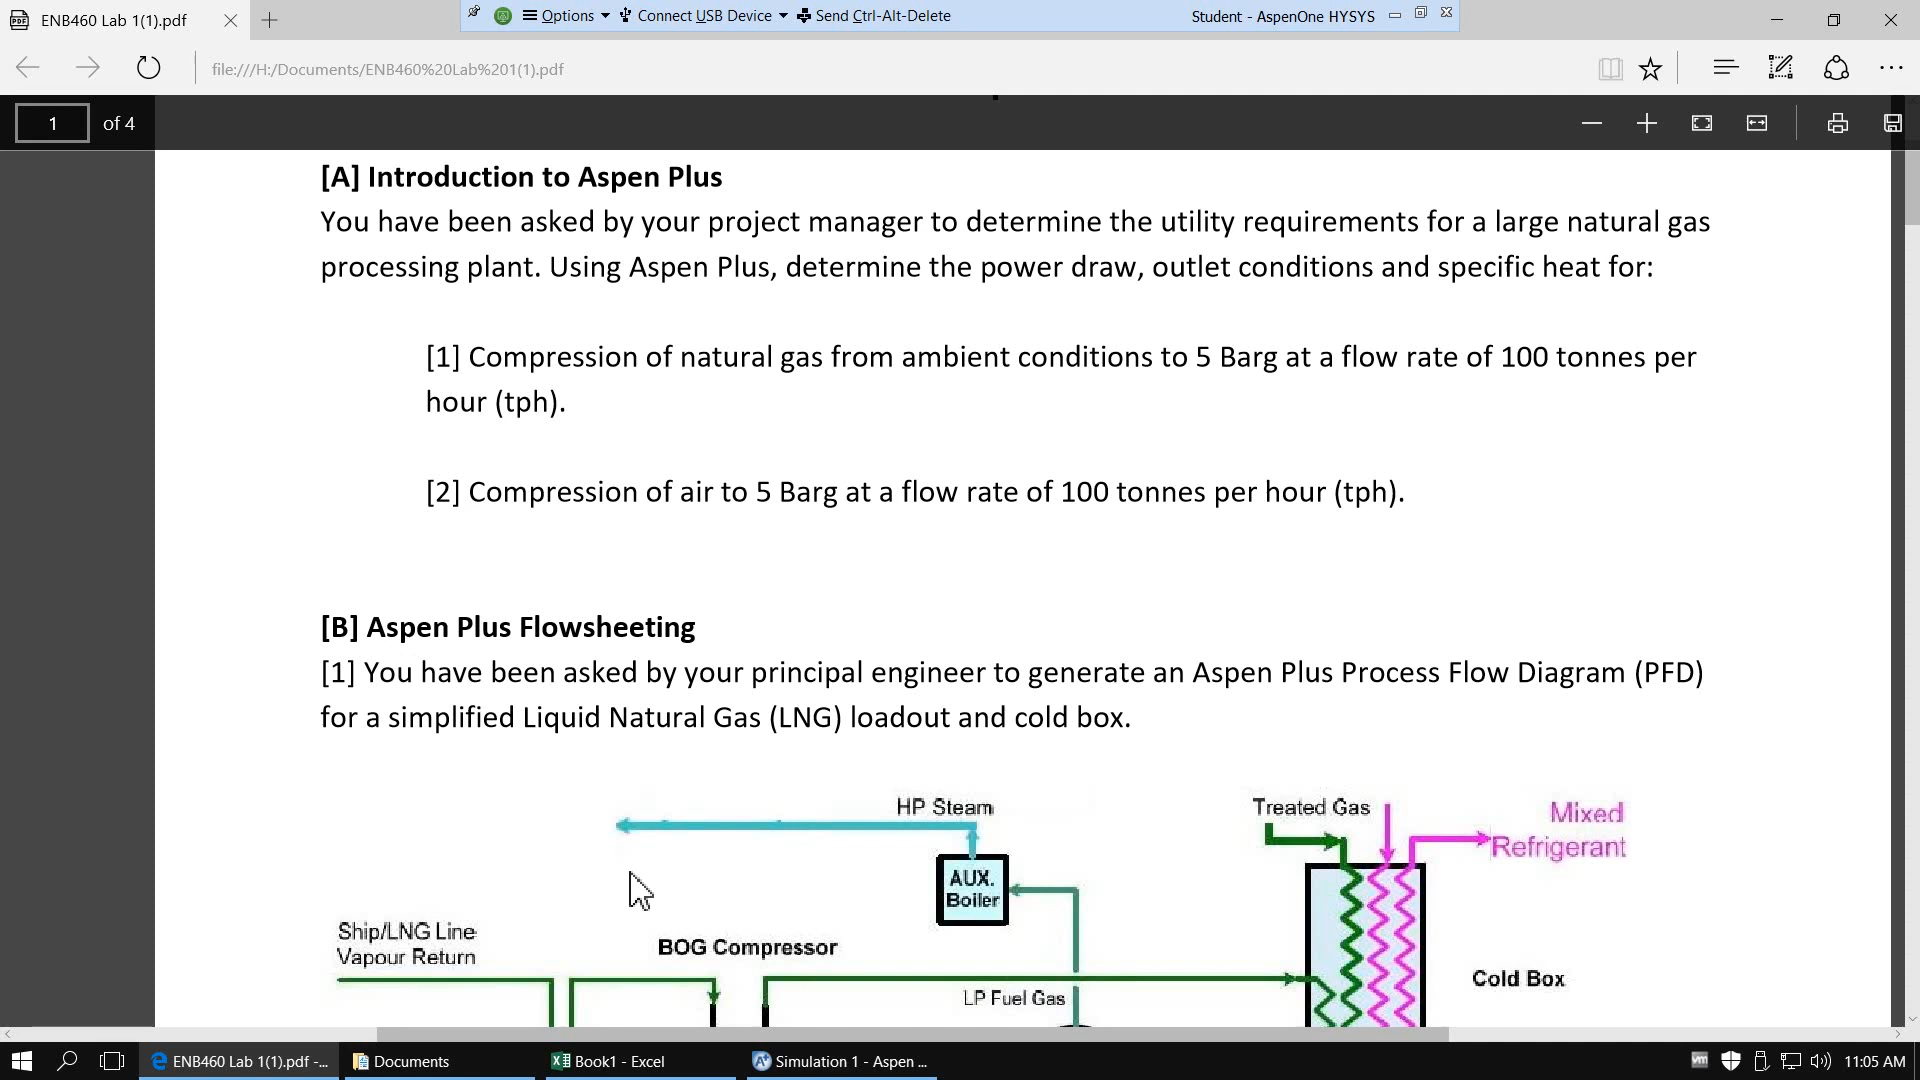 ENB460 Lab 1(1).pdf
Options
Connect USB Device
Send Ctrl-Alt-Delete
Student - AspenOne HYSYS
file:///H:/Documents/ENB460%20Lab%201(1).pdf
1 of 4
[A] Introduction to Aspen Plus
You have been asked by your project manager to determine the utility requirements for a large natural gas
processing plant. Using Aspen Plus, determine the power draw, outlet conditions and specific heat for:
[1] Compression of natural gas from ambient conditions to 5 Barg at a flow rate of 100 tonnes per
hour (tph).
[2] Compression of air to 5 Barg at a flow rate of 100 tonnes per hour (tph).
[B] Aspen Plus Flowsheeting
[1] You have been asked by your principal engineer to generate an Aspen Plus Process Flow Diagram (PFD)
for a simplified Liquid Natural Gas (LNG) loadout and cold box.
HP Steam
Treated Gas
Mixed
Refrigerant
AUX.
Boiler
Ship/LNG Line
Vapour Return
BOG Compressor
Cold Box
LP Fuel Gas
ENB460 Lab 1(1).pdf -...
Documents
Book1 - Excel
Simulation 1 - Aspen ...
vm
11:05 AM